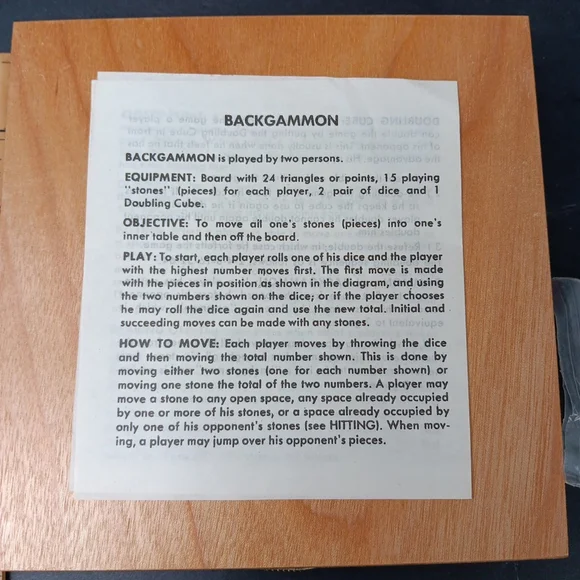 BACKGAMMON
BACKGAMMON is played by two persons.
EQUIPMENT: Board with 24 triangles or points, 15 playing
"stones" (pieces) for each player, 2 pair of dice and 1
Doubling Cube.
OBJECTIVE: To move all one's stones (pieces) into one's
inner table and then off the board.
PLAY: To start, each player rolls one of his dice and the player
with the highest number moves first. The first move is made
with the pieces in position as shown in the diagram, and using
the two numbers shown on the dice; or if the player chooses
he may roll the dice again and use the new total. Initial and
succeeding moves can be made with any stones.
HOW TO MOVE: Each player moves by throwing the dice
and then moving the total number shown. This is done by
moving either two stones (one for each number shown) or
moving one stone the total of the two numbers. A player may
move a stone to any open space, any space already occupied
by one or more of his stones, or a space already occupied by
only one of his opponent's stones (see HITTING). When mov-
ing, a player may jump over his opponent's pieces.